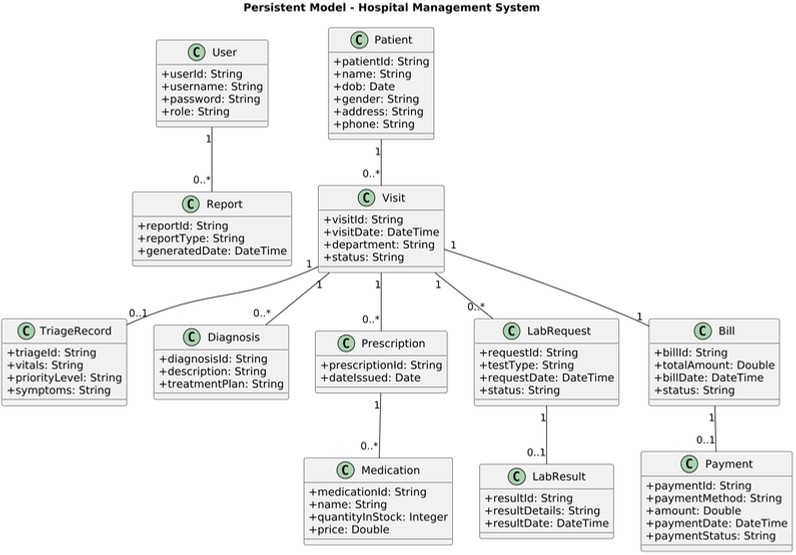 Persistent Model - Hospital Management System
C User
+userId: String
+username: String
+password: String
+role: String
C Patient
+patientId: String
+name: String
+dob: Date
+gender: String
+address: String
+phone: String
1
0..*
1
0..*
C Report
+reportId: String
+reportType: String
+generatedDate: DateTime
C Visit
+visitId: String
+visitDate: DateTime
+department: String
+status: String
1
0..1
1
0..*
1
0..*
1
0..*
1
1
C TriageRecord
+triageId: String
+vitals: String
+priorityLevel: String
+symptoms: String
C Diagnosis
+diagnosisId: String
+description: String
+treatmentPlan: String
C Prescription
+prescriptionId: String
+dateIssued: Date
C LabRequest
+requestId: String
+testType: String
+requestDate: DateTime
+status: String
C Bill
+billId: String
+totalAmount: Double
+billDate: DateTime
+status: String
1
0..*
1
0..1
1
0..1
C Medication
+medicationId: String
+name: String
+quantityInStock: Integer
+price: Double
C LabResult
+resultId: String
+resultDetails: String
+resultDate: DateTime
C Payment
+paymentId: String
+paymentMethod: String
+amount: Double
+paymentDate: DateTime
+paymentStatus: String